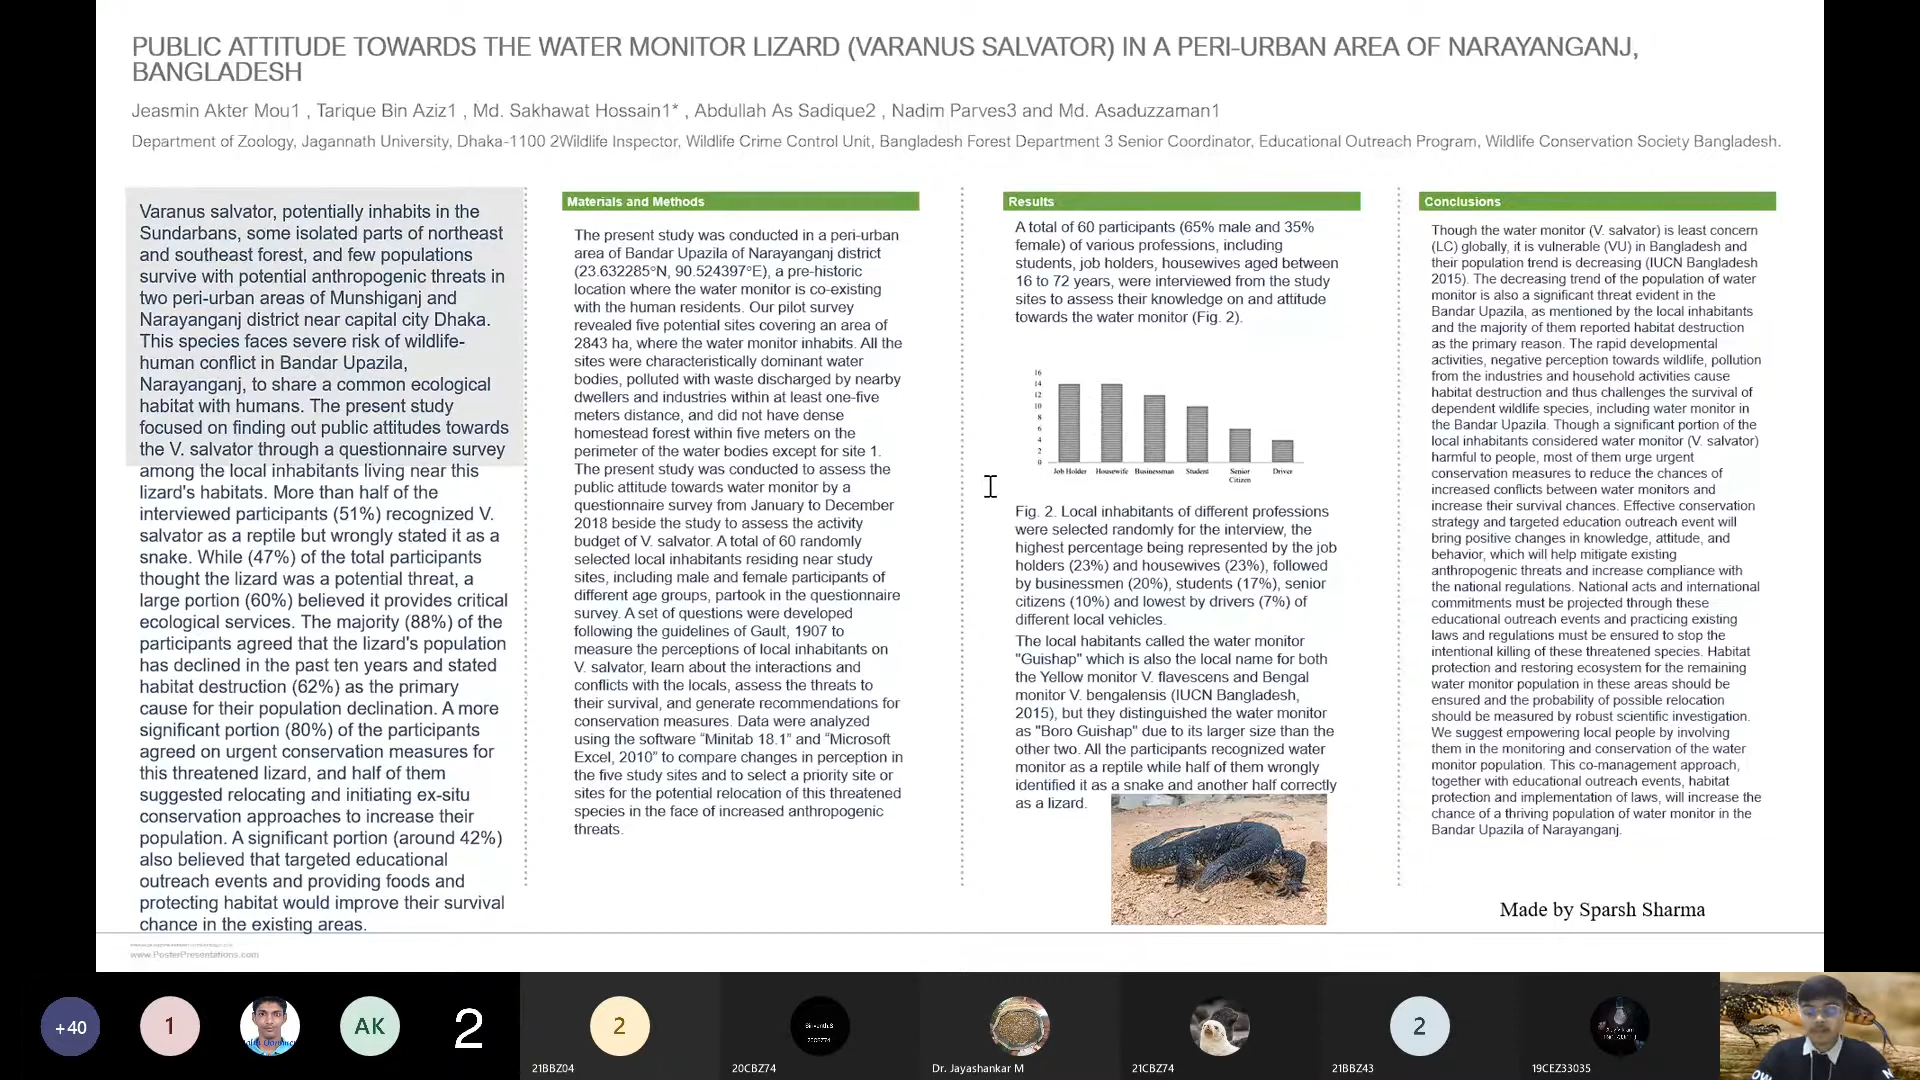 PUBLIC ATTITUDE TOWARDS THE WATER MONITOR LIZARD (VARANUS SALVATOR) IN A PERI-URBAN AREA OF NARAYANGANJ,
BANGLADESH
Jeasmin Akter Mou1 , Tarique Bin Aziz1 , Md. Sakhawat Hossain1* , Abdullah As Sadique2 , Nadim Parves3 and Md. Asaduzzaman1
Department of Zoology, Jagannath University, Dhaka-1100 2Wildlife Inspector, Wildlife Crime Control Unit, Bangladesh Forest Department 3 Senior Coordinator, Educational Outreach Program, Wildlife Conservation Society Bangladesh.
Varanus salvator, potentially inhabits in the
Sundarbans, some isolated parts of northeast
and southeast forest, and few populations
survive with potential anthropogenic threats in
two peri-urban areas of Munshiganj and
Narayanganj district near capital city Dhaka.
This species faces severe risk of wildlife-
human conflict in Bandar Upazila,
Narayanganj, to share a common ecological
habitat with humans. The present study
focused on finding out public attitudes towards
the V. salvator through a questionnaire survey
among the local inhabitants living near this
lizard's habitats. More than half of the
interviewed participants (51%) recognized V.
salvator as a reptile but wrongly stated it as a
snake. While (47%) of the total participants
thought the lizard was a potential threat, a
large portion (60%) believed it provides critical
ecological services. The majority (88%) of the
participants agreed that the lizard's population
has declined in the past ten years and stated
habitat destruction (62%) as the primary
cause for their population declination. A more
significant portion (80%) of the participants
agreed on urgent conservation measures for
this threatened lizard, and half of them
suggested relocating and initiating ex-situ
conservation approaches to increase their
population. A significant portion (around 42%)
also believed that targeted educational
outreach events and providing foods and
protecting habitat would improve their survival
chance in the existing areas.
Materials and Methods
The present study was conducted in a peri-urban
area of Bandar Upazila of Narayanganj district
(23.632285°N, 90.524397°E), a pre-historic
location where the water monitor is co-existing
with the human residents. Our pilot survey
revealed five potential sites covering an area of
2843 ha, where the water monitor inhabits. All the
sites were characteristically dominant water
bodies, polluted with waste discharged by nearby
dwellers and industries within at least one-five
meters distance, and did not have dense
homestead forest within five meters on the
perimeter of the water bodies except for site 1.
The present study was conducted to assess the
public attitude towards water monitor by a
questionnaire survey from January to December
2018 beside the study to assess the activity
budget of V. salvator. A total of 60 randomly
selected local inhabitants residing near study
sites, including male and female participants of
different age groups, partook in the questionnaire
survey. A set of questions were developed
following the guidelines of Gault, 1907 to
measure the perceptions of local inhabitants on
V. salvator, learn about the interactions and
conflicts with the locals, assess the threats to
their survival, and generate recommendations for
conservation measures. Data were analyzed
using the software “Minitab 18.1” and “Microsoft
Excel, 2010” to compare changes in perception in
the five study sites and to select a priority site or
sites for the potential relocation of this threatened
species in the face of increased anthropogenic
threats.
Results
A total of 60 participants (65% male and 35%
female) of various professions, including
students, job holders, housewives aged between
16 to 72 years, were interviewed from the study
sites to assess their knowledge on and attitude
towards the water monitor (Fig. 2).
16
14
12
10
8
6
4
2
0
Job Holder Housewife Businessman Student Senior Citizen Driver
Fig. 2. Local inhabitants of different professions
were selected randomly for the interview, the
highest percentage being represented by the job
holders (23%) and housewives (23%), followed
by businessmen (20%), students (17%), senior
citizens (10%) and lowest by drivers (7%) of
different local vehicles.
The local habitants called the water monitor
"Guishap" which is also the local name for both
the Yellow monitor V. flavescens and Bengal
monitor V. bengalensis (IUCN Bangladesh,
2015), but they distinguished the water monitor
as "Boro Guishap" due to its larger size than the
other two. All the participants recognized water
monitor as a reptile while half of them wrongly
identified it as a snake and another half correctly
as a lizard.
Conclusions
Though the water monitor (V. salvator) is least concern
(LC) globally, it is vulnerable (VU) in Bangladesh and
their population trend is decreasing (IUCN Bangladesh
2015). The decreasing trend of the population of water
monitor is also a significant threat evident in the
Bandar Upazila, as mentioned by the local inhabitants
and the majority of them reported habitat destruction
as the primary reason. The rapid developmental
activities, negative perception towards wildlife, pollution
from the industries and household activities cause
habitat destruction and thus challenges the survival of
dependent wildlife species, including water monitor in
the Bandar Upazila. Though a significant portion of the
local inhabitants considered water monitor (V. salvator)
harmful to people, most of them urge urgent
conservation measures to reduce the chances of
increased conflicts between water monitors and
increase their survival chances. Effective conservation
strategy and targeted education outreach event will
bring positive changes in knowledge, attitude, and
behavior, which will help mitigate existing
anthropogenic threats and increase compliance with
the national regulations. National acts and international
commitments must be projected through these
educational outreach events and practicing existing
laws and regulations must be ensured to stop the
intentional killing of these threatened species. Habitat
protection and restoring ecosystem for the remaining
water monitor population in these areas should be
ensured and the probability of possible relocation
should be measured by robust scientific investigation.
We suggest empowering local people by involving
them in the monitoring and conservation of the water
monitor population. This co-management approach,
together with educational outreach events, habitat
protection and implementation of laws, will increase the
chance of a thriving population of water monitor in the
Bandar Upazila of Narayanganj.
Made by Sparsh Sharma
www.PosterPresentations.com
+40
1
AK
2
2
21BBZ04
20CBZ74
Dr. Jayashankar M
21CBZ74
2
21BBZ43
19CEZ33035